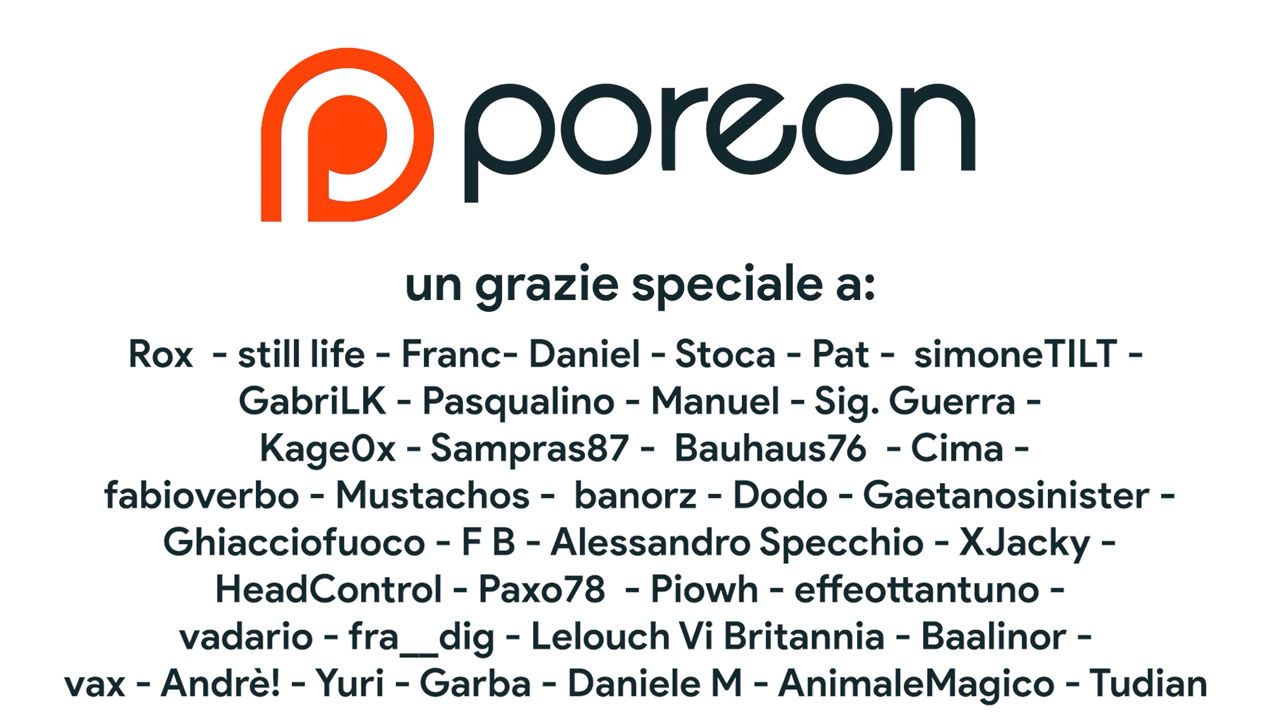 poreon
un grazie speciale a:
Rox - still life - Franc- Daniel - Stoca - Pat - simoneTILT -
GabriLK - Pasqualino - Manuel - Sig. Guerra -
Kage0x - Sampras87 - Bauhaus76 - Cima -
fabioverbo - Mustachos - banorz - Dodo - Gaetanosinister -
Ghiacciofuoco - F B - Alessandro Specchio - XJacky -
HeadControl - Paxo78 - Piowh - effeottantuno -
vadario - fra__dig - Lelouch Vi Britannia - Baalinor -
vax - Andrè! - Yuri - Garba - Daniele M - AnimaleMagico - Tudian